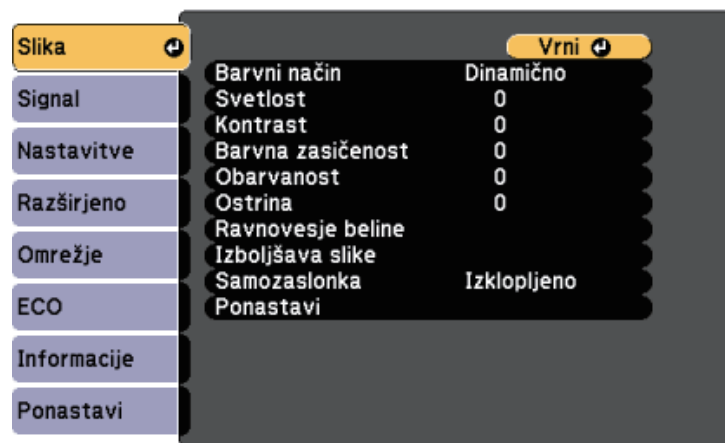 Slika
Signal
Nastavitve
Razširjeno
Omrežje
ECO
Informacije
Ponastavi
Vrni
Barvni način Dinamično
Svetlost 0
Kontrast 0
Barvna zasičenost 0
Obarvanost 0
Ostrina 0
Ravnovesje beline
Izboljšava slike
Samozaslonka Izklopljeno
Ponastavi